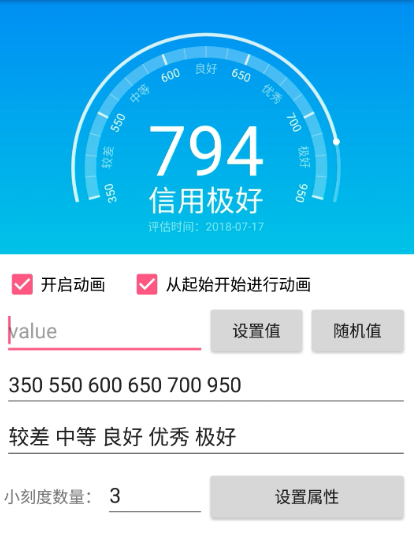 350
较差
550
中等
600
良好
650
优秀
700
极好
950
794
信用极好
评估时间：2018-07-17
开启动画
从起始开始进行动画
value
设置值
随机值
350 550 600 650 700 950
较差 中等 良好 优秀 极好
小刻度数量：
3
设置属性